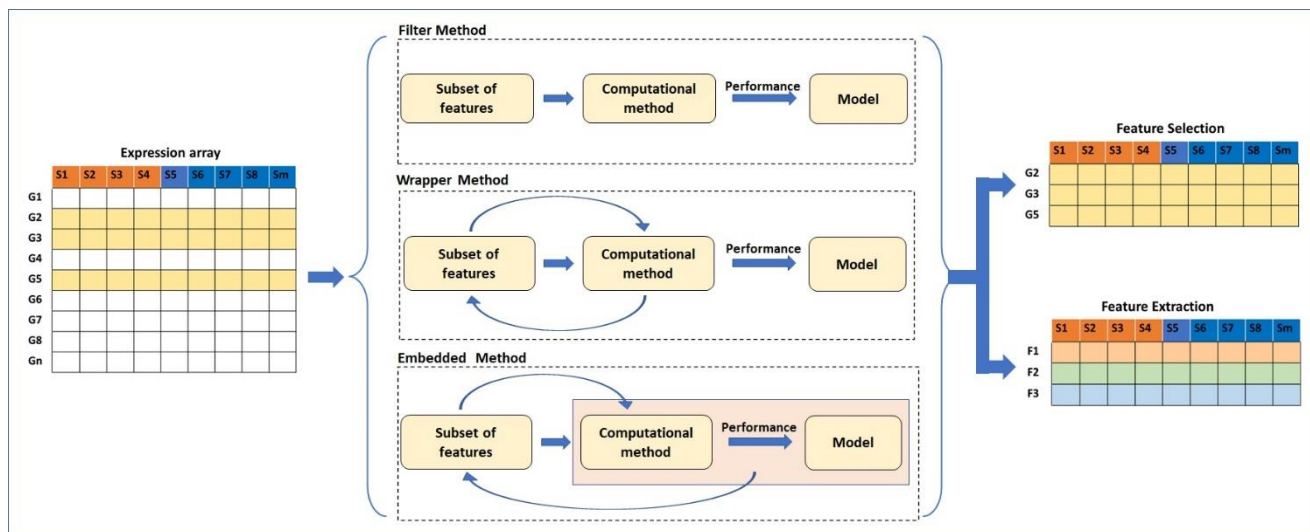 Filter Method
Subset of
features
Computational
method
Performance
Model
Expression array
S1 S2 S3 S4 S5 S6 S7 S8 Sm
G1
G2
G3
G4
G5
G6
G7
G8
Gn
Wrapper Method
Subset of
features
Computational
method
Performance
Model
Embedded Method
Subset of
features
Computational
method
Performance
Model
Feature Selection
S1 S2 S3 S4 S5 S6 S7 S8 Sm
G2
G3
G5
Feature Extraction
S1 S2 S3 S4 S5 S6 S7 S8 Sm
F1
F2
F3